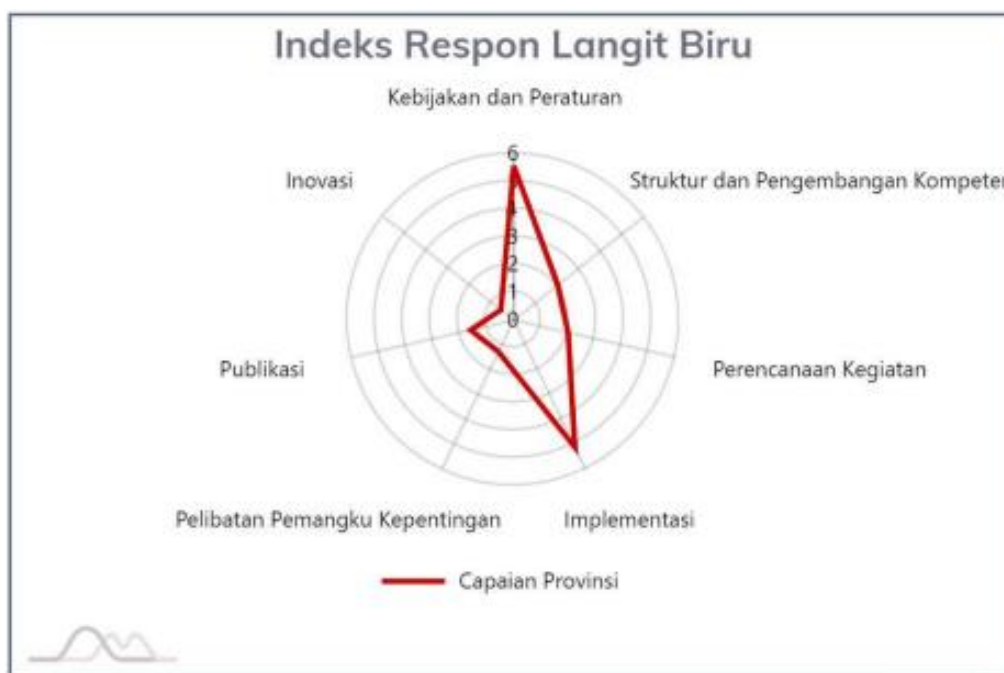 Indeks Respon Langit Biru
Kebijakan dan Peraturan
6
Inovasi
Struktur dan Pengembangan Kompeten
4
3
2
1
0
Publikasi
Perencanaan Kegiatan
Pelibatan Pemangku Kepentingan
Implementasi
Capaian Provinsi